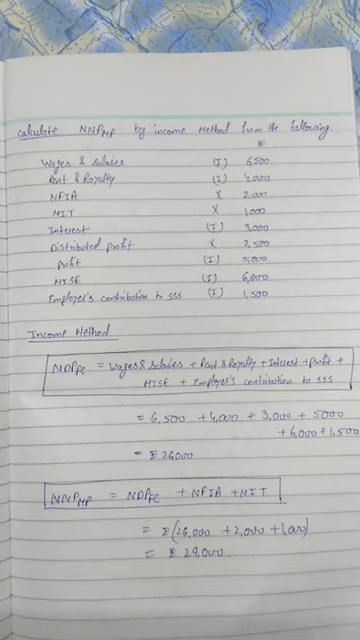 calculate NNPMP by income Method from the following.
₹
Wages & Salaries (I) 6,500
Rent & Royalty (I) 4,000
NFIA X 2,000
NIT X 1,000
Interest (I) 3,000
Distributed profit X 2,500
Profit (I) 5,000
MISE (I) 6,000
Employer's contribution to SSS (I) 1,500
Income Method
NDPFC = Wages & Salaries + Rent & Royalty + Interest + Profit +
MISE + Employer's contribution to SSS
= 6,500 + 4,000 + 3,000 + 5000
+ 6,000 + 1,500
= ₹ 26,000
NNPMP = NDPFC + NFIA + NIT
= ₹(26,000 + 2,000 + 1,000)
= ₹ 29,000.